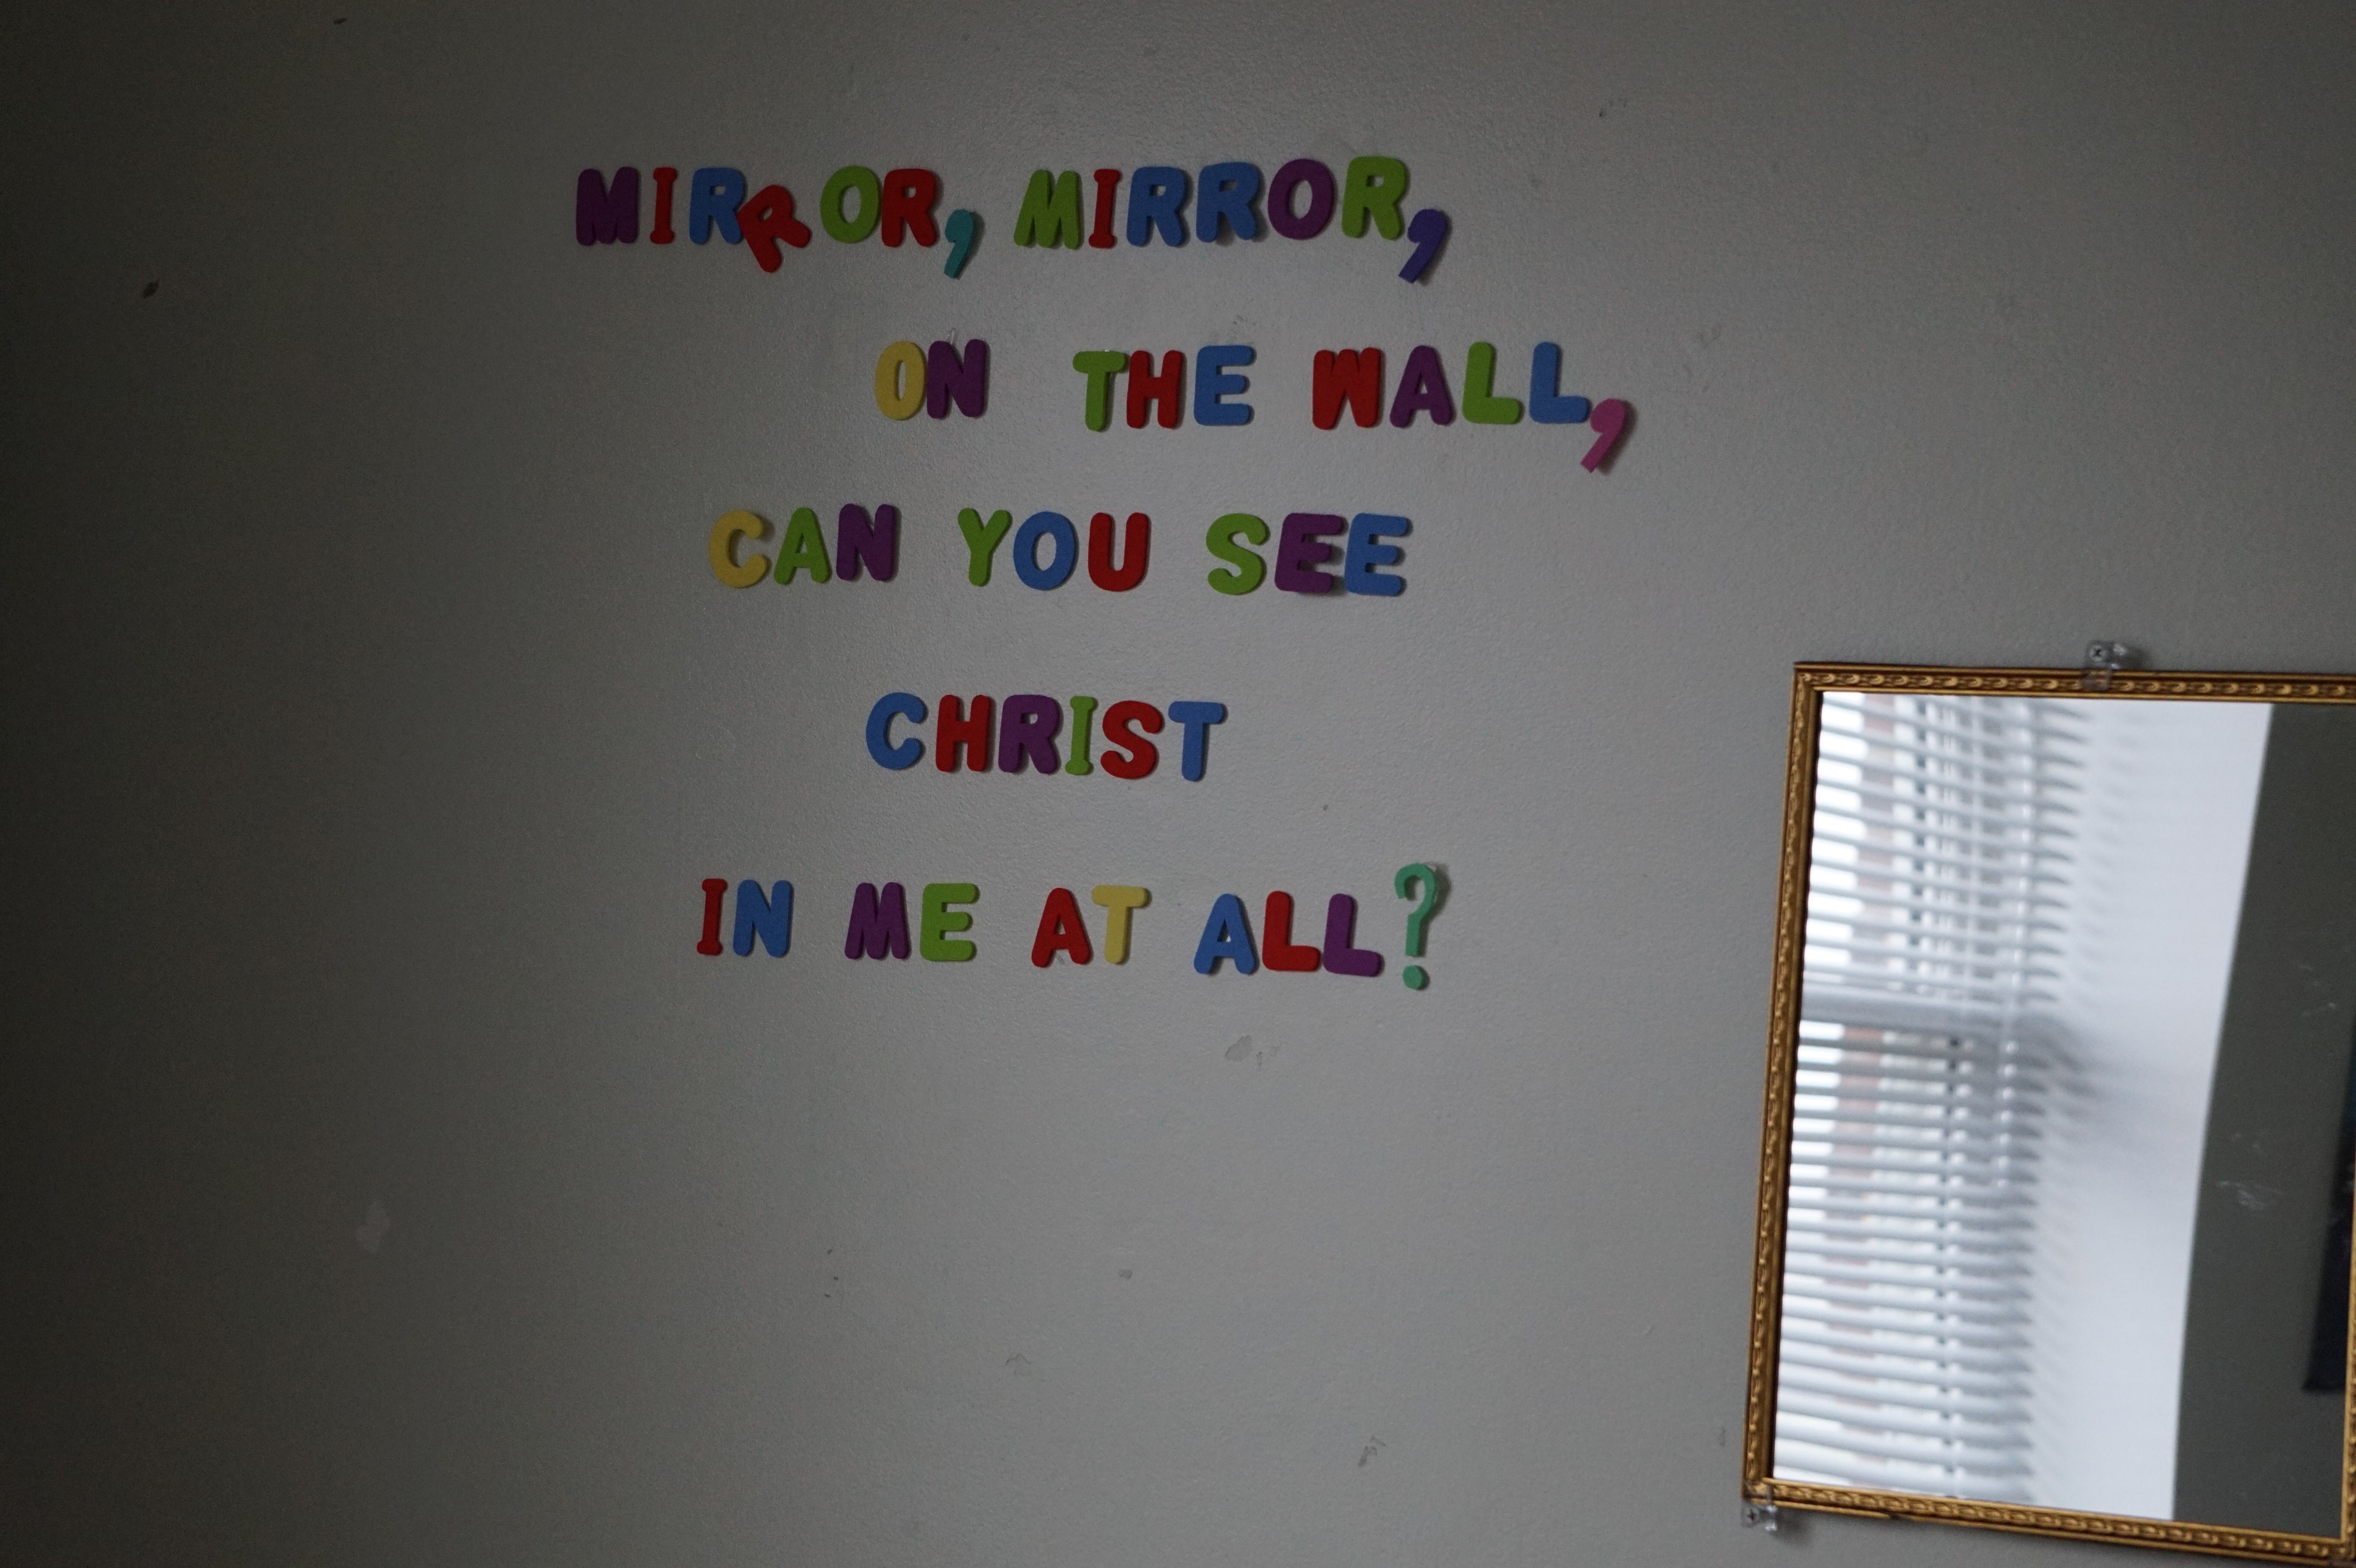 MIRROR, MIRROR,
ON THE WALL,
CAN YOU SEE
CHRIST
IN ME AT ALL?